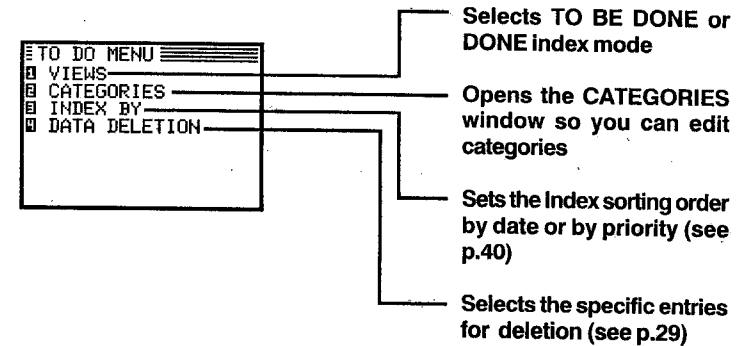 TO DO MENU
1 VIEWS
2 CATEGORIES
3 INDEX BY
4 DATA DELETION
Selects TO BE DONE or
DONE index mode
Opens the CATEGORIES
window so you can edit
categories
Sets the Index sorting order
by date or by priority (see
p.40)
Selects the specific entries
for deletion (see p.29)